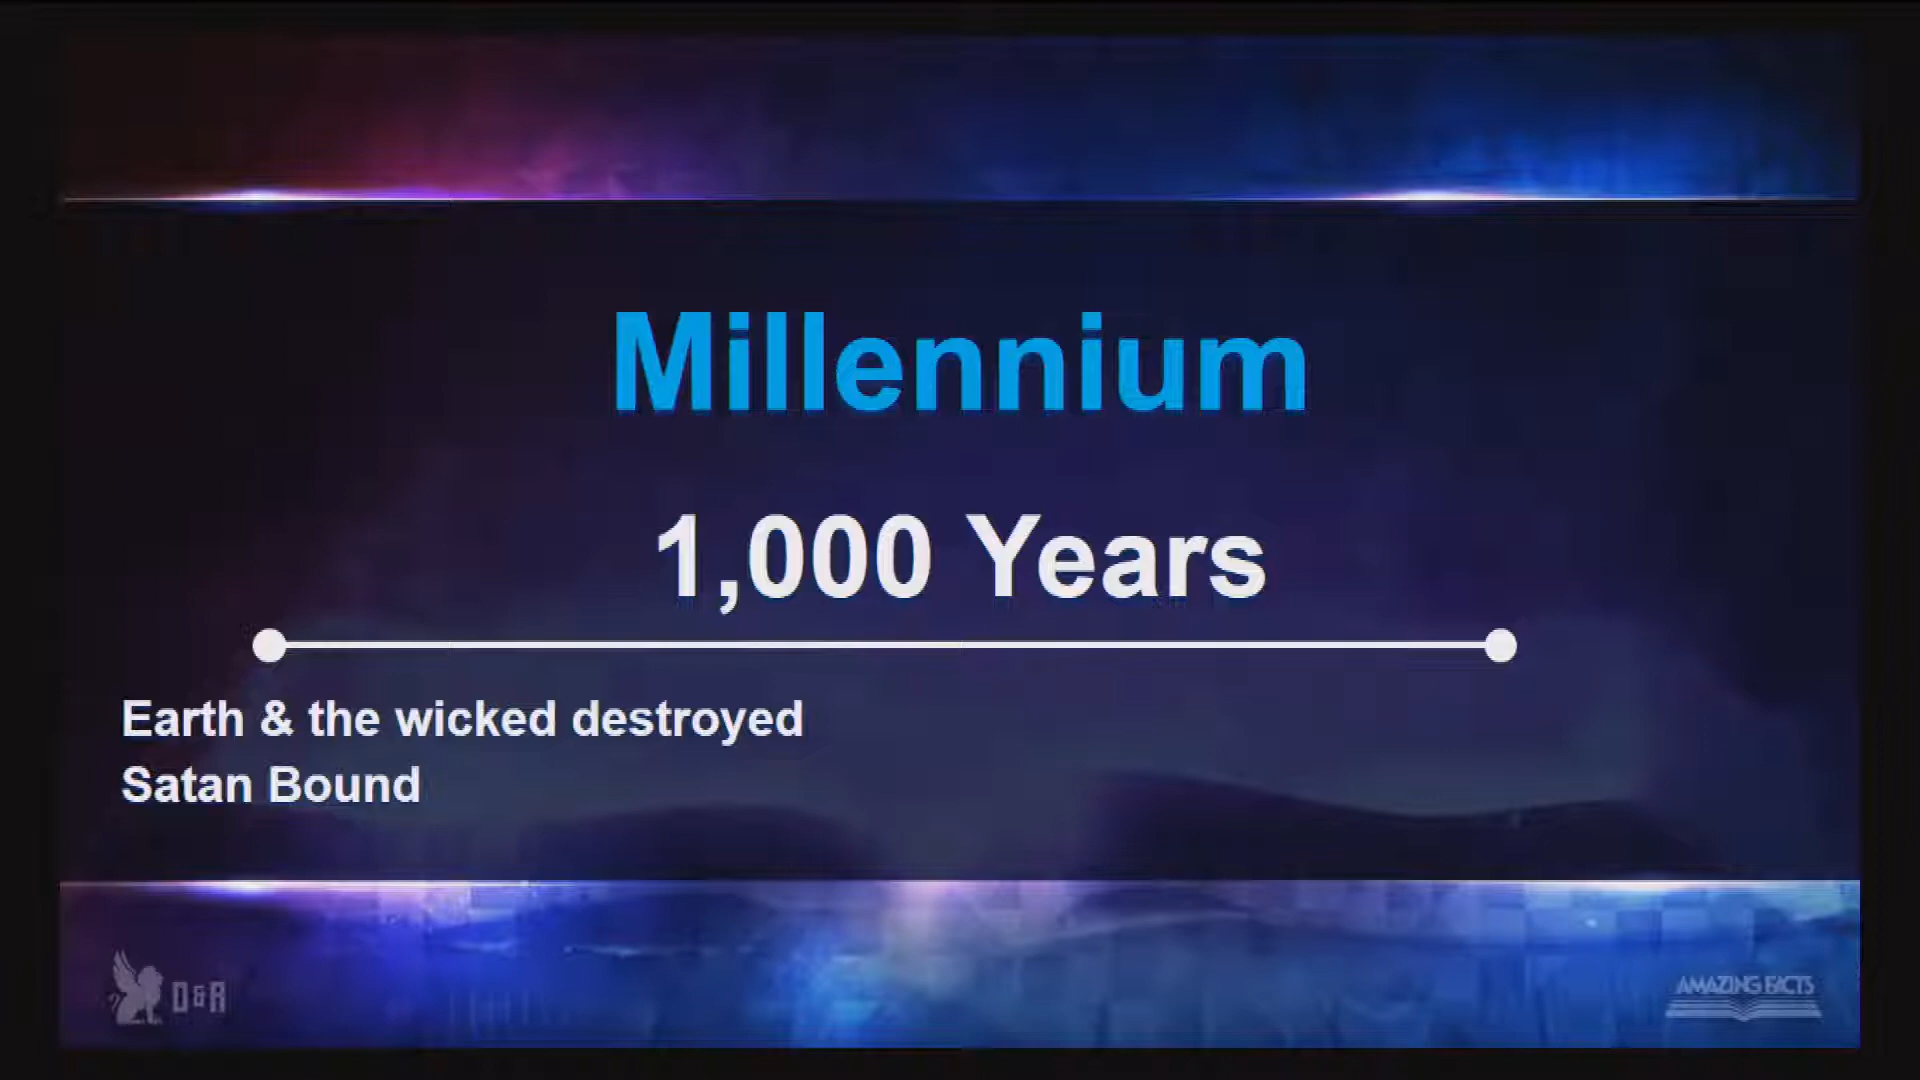 Millennium
1,000 Years
Earth & the wicked destroyed
Satan Bound
D&R
AMAZING FACTS